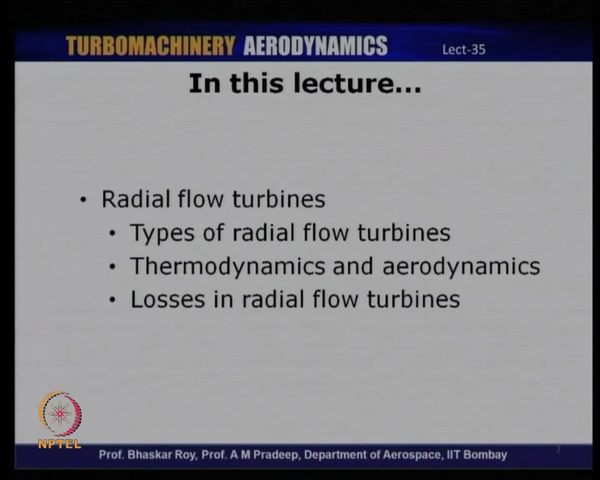 TURBOMACHINERY AERODYNAMICS Lect-35
In this lecture...
• Radial flow turbines
• Types of radial flow turbines
• Thermodynamics and aerodynamics
• Losses in radial flow turbines
NPTEL
Prof. Bhaskar Roy, Prof. A M Pradeep, Department of Aerospace, IIT Bombay
2